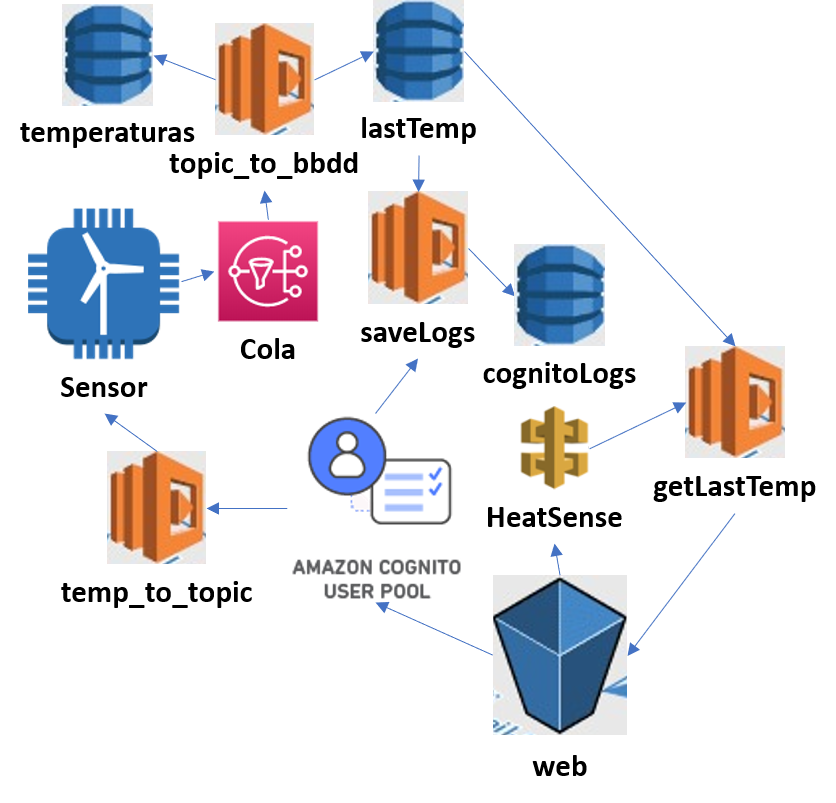 temperaturas
topic_to_bbdd
lastTemp
Sensor
Cola
saveLogs
cognitoLogs
getLastTemp
HeatSense
temp_to_topic
AMAZON COGNITO
USER POOL
web